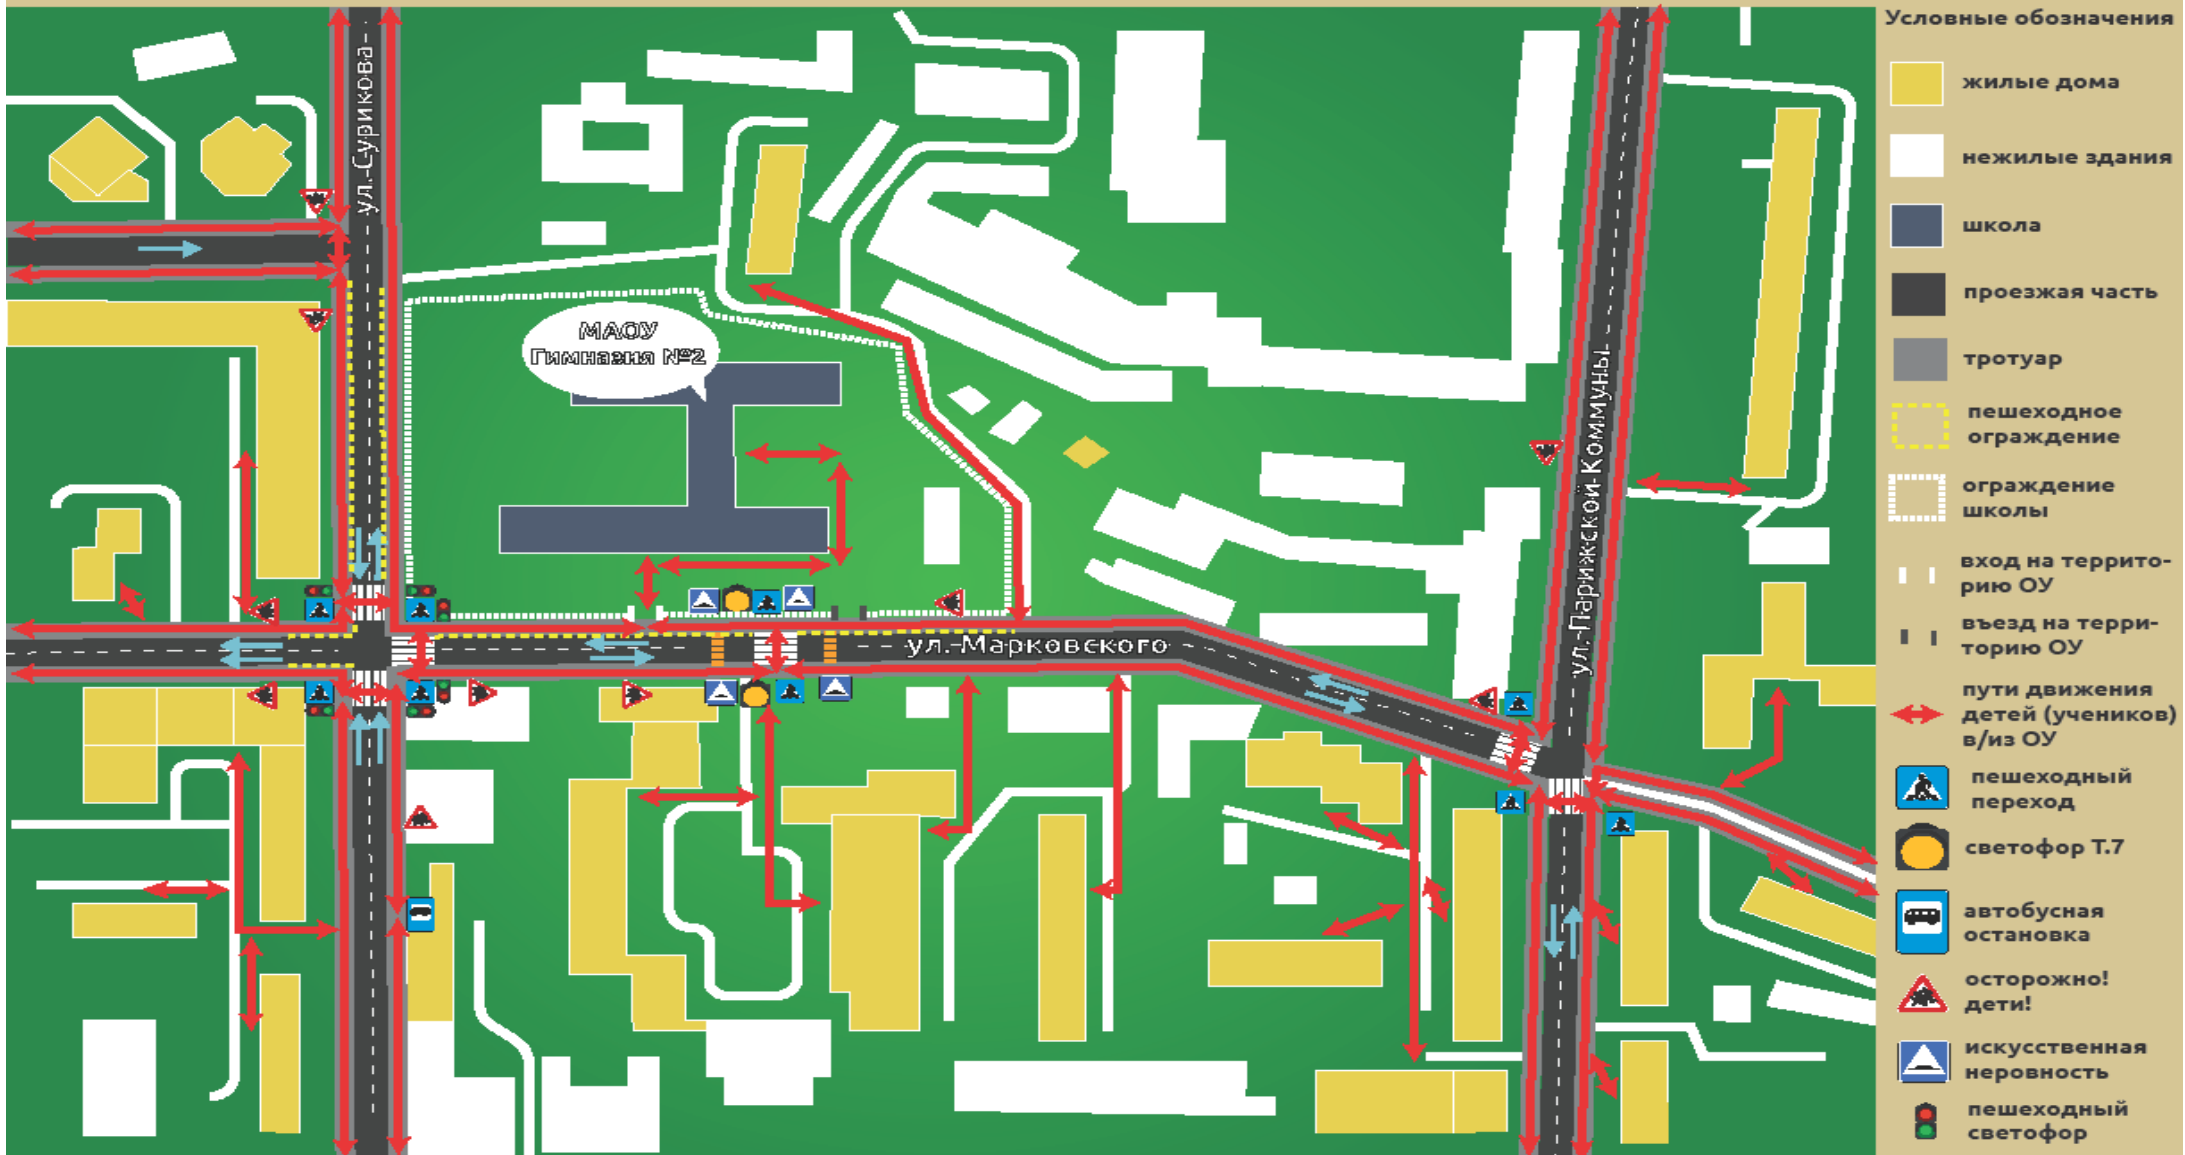 ул. Сурикова
МАОУ
Гимназия №2
ул. Марковского
ул. Парижской Коммуны
Условные обозначения
жилые дома
нежилые здания
школа
проезжая часть
тротуар
пешеходное
ограждение
ограждение
школы
вход на террито-
рию ОУ
въезд на терри-
торию ОУ
пути движения
детей (учеников)
в/из ОУ
пешеходный
переход
светофор Т.7
автобусная
остановка
осторожно!
дети!
искусственная
неровность
пешеходный
светофор